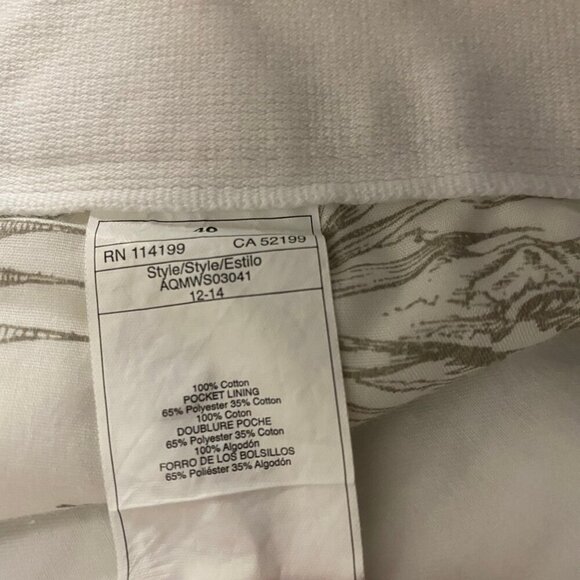 40
RN 114199 CA 52199
Style/Style/Estilo
AQMWS03041
12-14
100% Cotton
POCKET LINING
65% Polyester 35% Cotton
100% Coton
DOUBLURE POCHE
65% Polyester 35% Coton
100% Algodón
FORRO DE LOS BOLSILLOS
65% Poliéster 35% Algodón